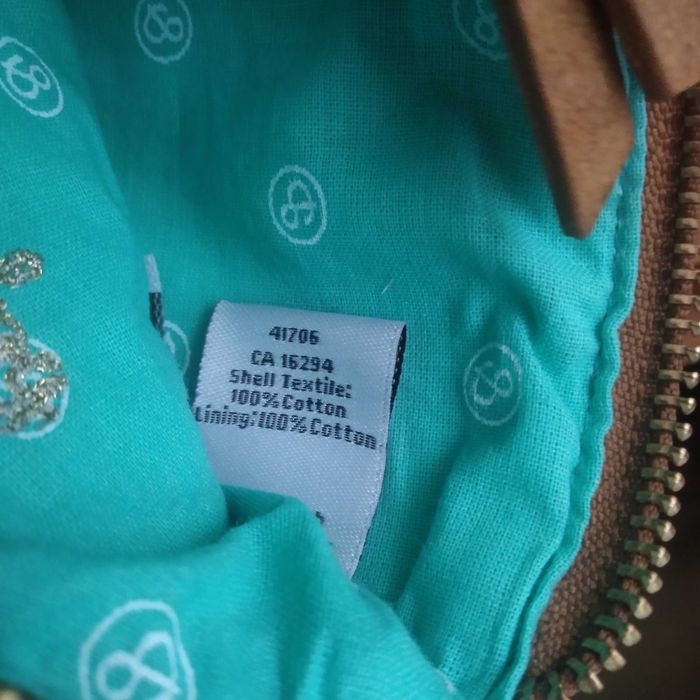 41706
CA 16294
Shell Textile:
100%Cotton
Lining:100%Cotton